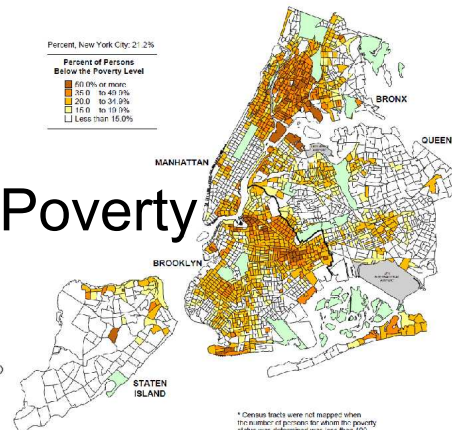 Percent, New York City: 21.2%
Percent of Persons
Below the Poverty Level
50.0% or more
35.0 to 49.9%
20.0 to 34.9%
15.0 to 19.9%
Less than 15.0%
BRONX
QUEEN
MANHATTAN
Poverty
BROOKLYN
STATEN
ISLAND
* Census tracts were not mapped when
the number of persons for whom the poverty